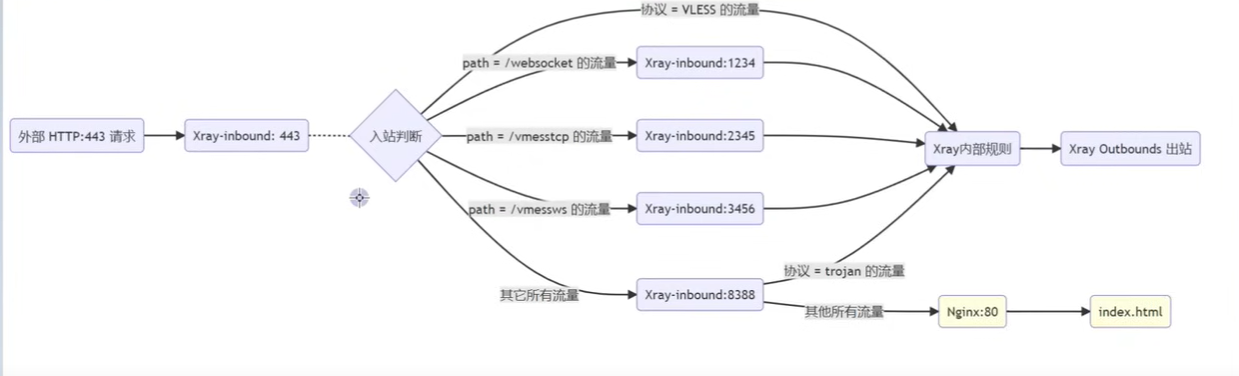 协议 = VLESS 的流量
path = /websocket 的流量
Xray-inbound:1234
外部 HTTP:443 请求
Xray-inbound: 443
入站判断
path = /vmesstcp 的流量
Xray-inbound:2345
Xray内部规则
Xray Outbounds 出站
path = /vmessws 的流量
Xray-inbound:3456
协议 = trojan 的流量
其它所有流量
Xray-inbound:8388
其他所有流量
Nginx:80
index.html